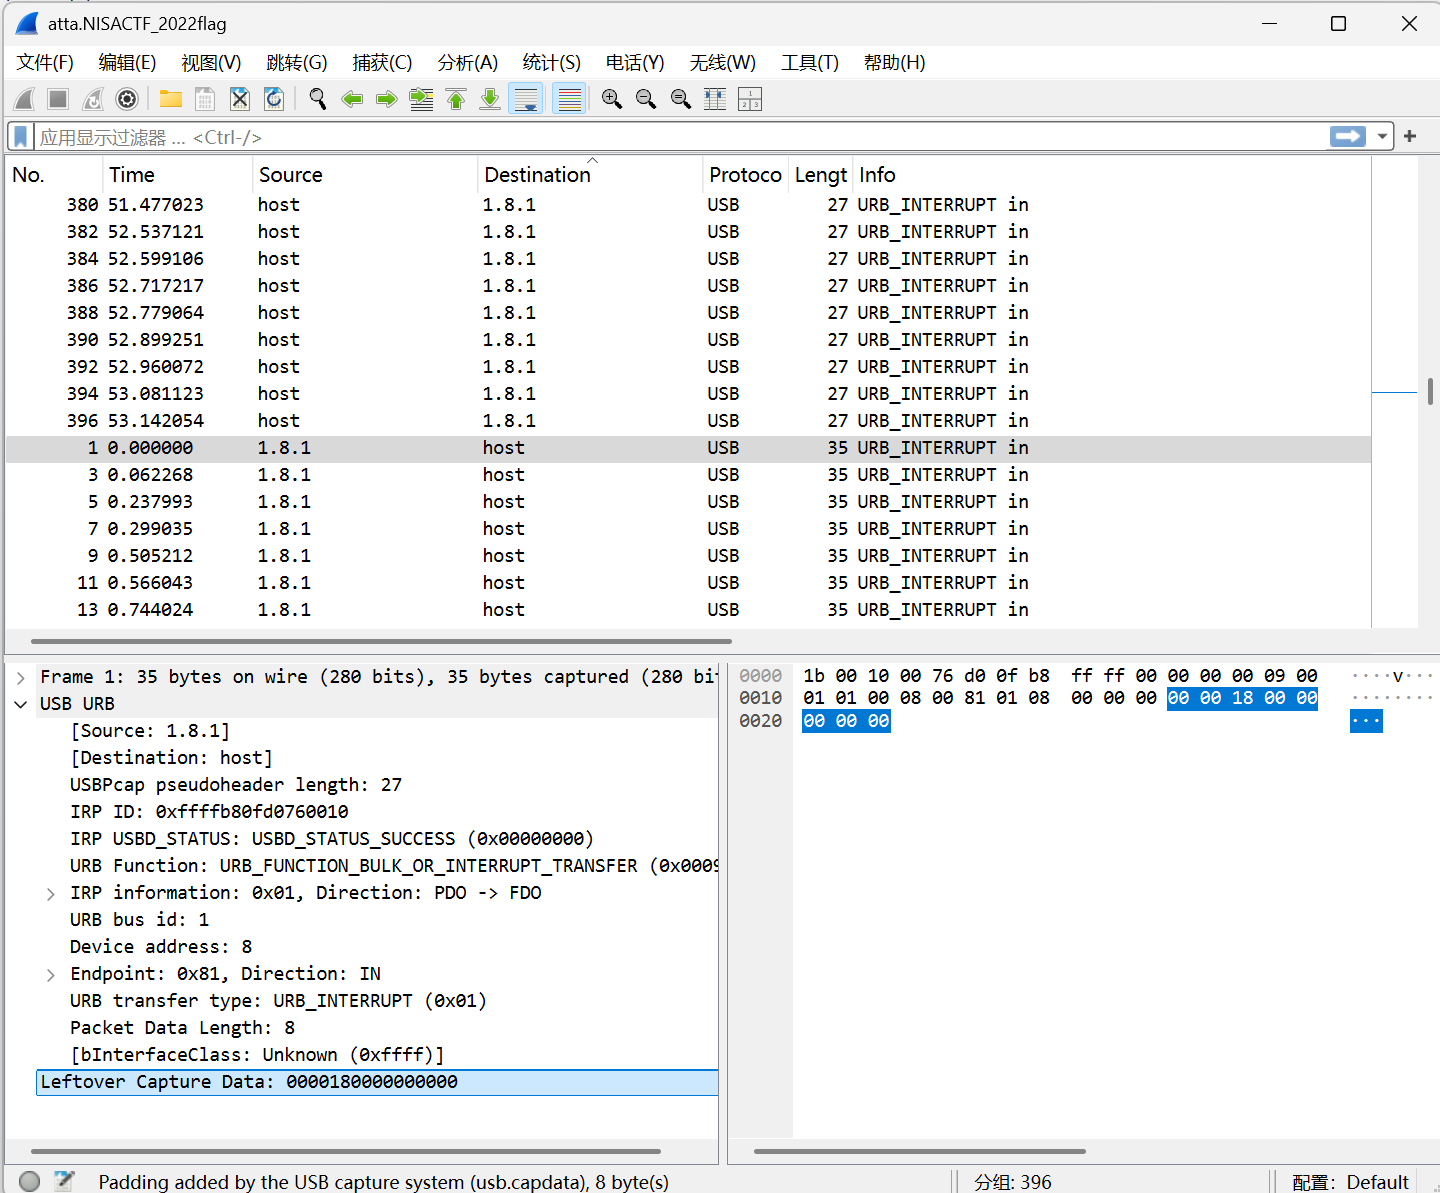 atta.NISACTF_2022flag
文件(F) 编辑(E) 视图(V) 跳转(G) 捕获(C) 分析(A) 统计(S) 电话(Y) 无线(W) 工具(T) 帮助(H)
应用显示过滤器 … <Ctrl-/>
No. Time Source Destination Protoco Lengt Info
380 51.477023 host 1.8.1 USB 27 URB_INTERRUPT in
382 52.537121 host 1.8.1 USB 27 URB_INTERRUPT in
384 52.599106 host 1.8.1 USB 27 URB_INTERRUPT in
386 52.717217 host 1.8.1 USB 27 URB_INTERRUPT in
388 52.779064 host 1.8.1 USB 27 URB_INTERRUPT in
390 52.899251 host 1.8.1 USB 27 URB_INTERRUPT in
392 52.960072 host 1.8.1 USB 27 URB_INTERRUPT in
394 53.081123 host 1.8.1 USB 27 URB_INTERRUPT in
396 53.142054 host 1.8.1 USB 27 URB_INTERRUPT in
1 0.000000 1.8.1 host USB 35 URB_INTERRUPT in
3 0.062268 1.8.1 host USB 35 URB_INTERRUPT in
5 0.237993 1.8.1 host USB 35 URB_INTERRUPT in
7 0.299035 1.8.1 host USB 35 URB_INTERRUPT in
9 0.505212 1.8.1 host USB 35 URB_INTERRUPT in
11 0.566043 1.8.1 host USB 35 URB_INTERRUPT in
13 0.744024 1.8.1 host USB 35 URB_INTERRUPT in
Frame 1: 35 bytes on wire (280 bits), 35 bytes captured (280 bit
USB URB
[Source: 1.8.1]
[Destination: host]
USBPcap pseudoheader length: 27
IRP ID: 0xffffb80fd0760010
IRP USBD_STATUS: USBD_STATUS_SUCCESS (0x00000000)
URB Function: URB_FUNCTION_BULK_OR_INTERRUPT_TRANSFER (0x0009
IRP information: 0x01, Direction: PDO -> FDO
URB bus id: 1
Device address: 8
Endpoint: 0x81, Direction: IN
URB transfer type: URB_INTERRUPT (0x01)
Packet Data Length: 8
[bInterfaceClass: Unknown (0xffff)]
Leftover Capture Data: 0000180000000000
0000 1b 00 10 00 76 d0 0f b8 ff ff 00 00 00 00 09 00 ····v···
0010 01 01 00 08 00 81 01 08 00 00 00 00 00 18 00 00 ········
0020 00 00 00 ···
Padding added by the USB capture system (usb.capdata), 8 byte(s) 分组: 396 配置: Default